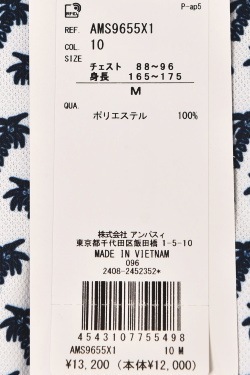 P-ap5
REF. AMS9655X1
COL. 10
SIZE
チェスト 88~96
身長 165~175
M
QUA.
ポリエステル 100%
株式会社 アンパスィ
東京都千代田区飯田橋 1-5-10
MADE IN VIETNAM
096
2408-2452352*
4543107755498
AMS9655X1 10 M
¥13,200 (本体¥12,000)